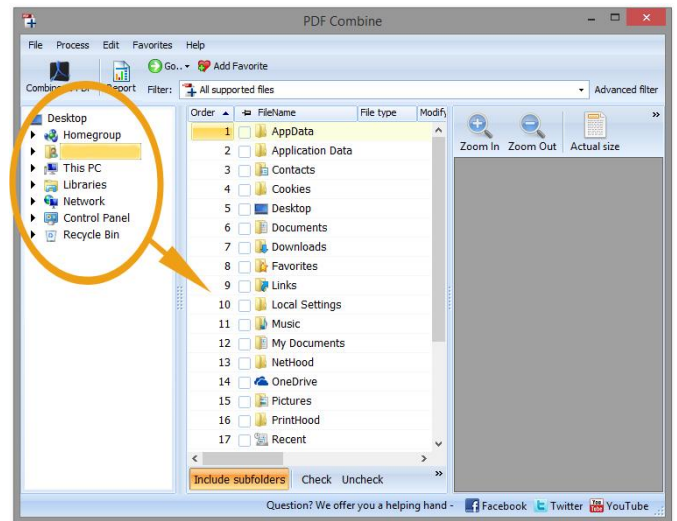 PDF Combine
File Process Edit Favorites Help
Go.. Add Favorite
Report Filter: All supported files Advanced filter
Desktop
Homegroup
This PC
Libraries
Network
Control Panel
Recycle Bin
Order FileName File type Modify
1 AppData
2 Application Data
3 Contacts
4 Cookies
5 Desktop
6 Documents
7 Downloads
8 Favorites
9 Links
10 Local Settings
11 Music
12 My Documents
13 NetHood
14 OneDrive
15 Pictures
16 PrintHood
17 Recent
Include subfolders Check Uncheck »
Zoom In Zoom Out Actual size »
Question? We offer you a helping hand - Facebook Twitter YouTube